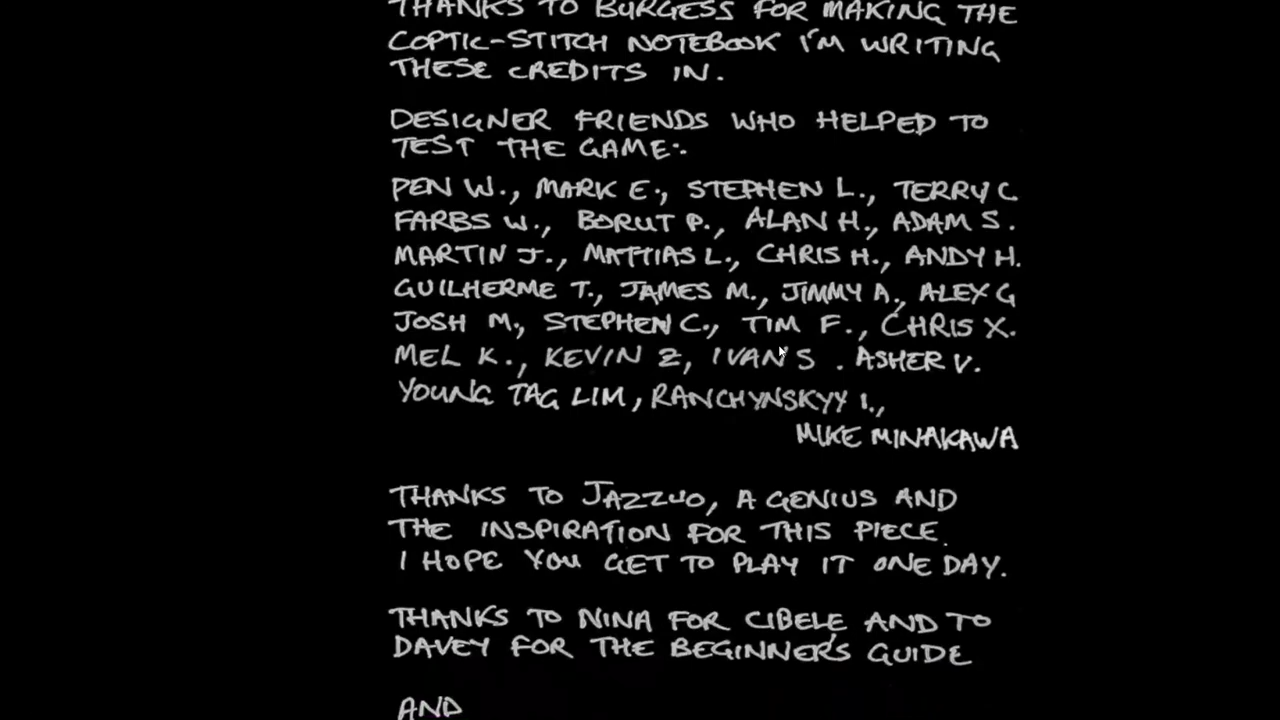 THANKS TO BURGESS FOR MAKING THE
COPTIC-STITCH NOTEBOOK I'M WRITING
THESE CREDITS IN.
DESIGNER FRIENDS WHO HELPED TO
TEST THE GAME:
PEN W., MARK E., STEPHEN L., TERRY C
FARBS W., BORUT P., ALAN H., ADAM S.
MARTIN J., MATTIAS L., CHRIS H., ANDY H.
GUILHERME T., JAMES M., JIMMY A., ALEX G
JOSH M., STEPHEN C., TIM F., CHRIS X.
MEL K., KEVIN Z, IVAN S . ASHER V.
YOUNG TAG LIM, RANCHYNSKYY I.,
MIKE MINAKAWA
THANKS TO JAZZUO, A GENIUS AND
THE INSPIRATION FOR THIS PIECE.
I HOPE YOU GET TO PLAY IT ONE DAY.
THANKS TO NINA FOR CIBELE AND TO
DAVEY FOR THE BEGINNER'S GUIDE
AND